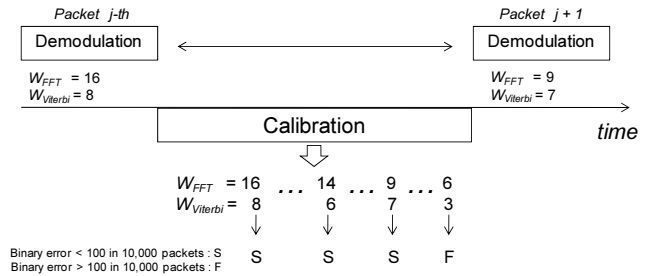 Packet j-th
Packet j + 1
Demodulation
Demodulation
W_FFT = 16
W_Viterbi = 8
W_FFT = 9
W_Viterbi = 7
Calibration
time
W_FFT = 16 ... 14 ... 9 ... 6
W_Viterbi = 8 6 7 3
Binary error < 100 in 10,000 packets : S
Binary error > 100 in 10,000 packets : F
S S S F